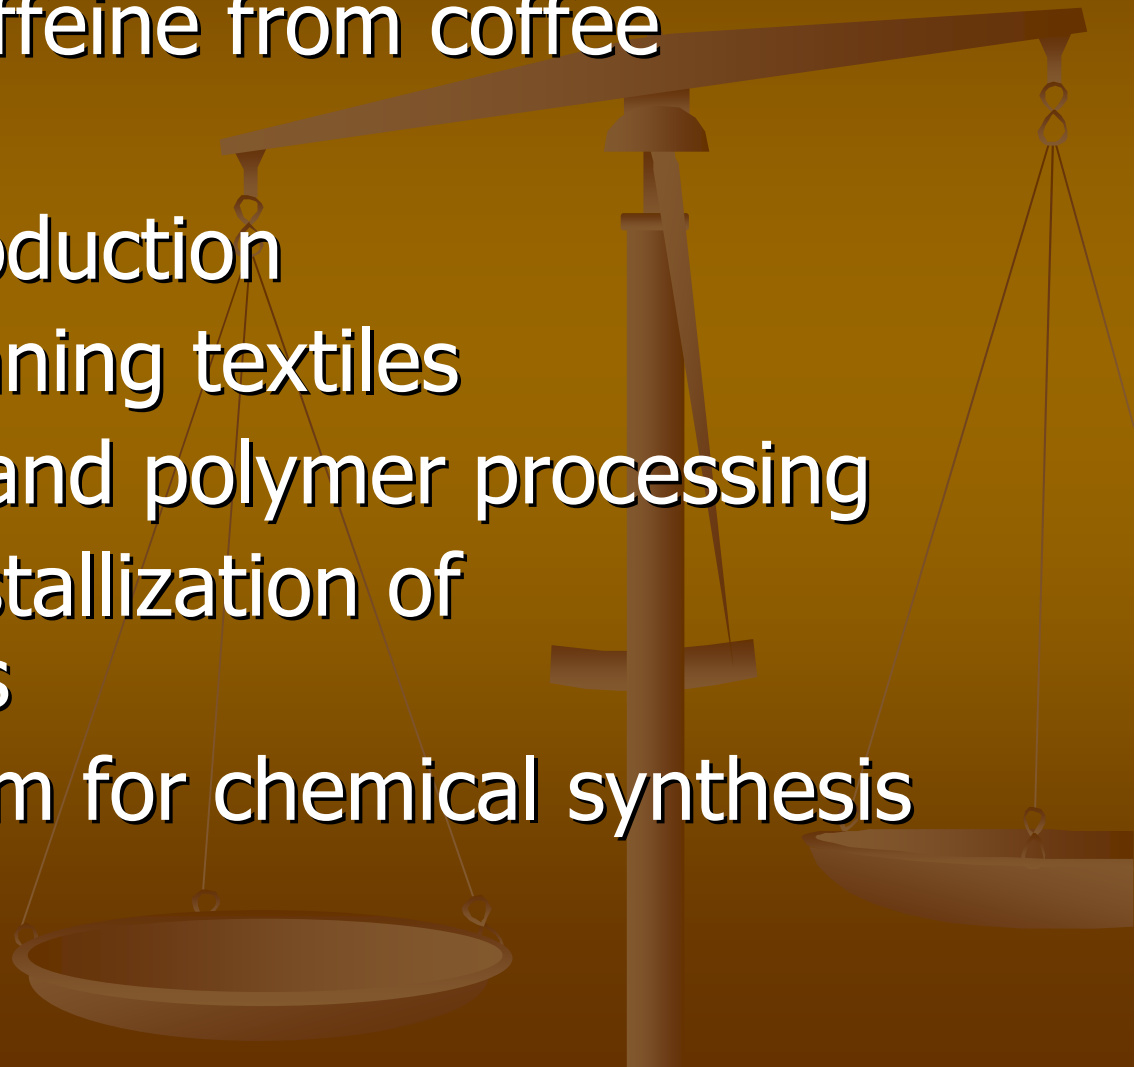 ffeine from coffee
oduction
ning textiles
and polymer processing
stallization of
s
m for chemical synthesis